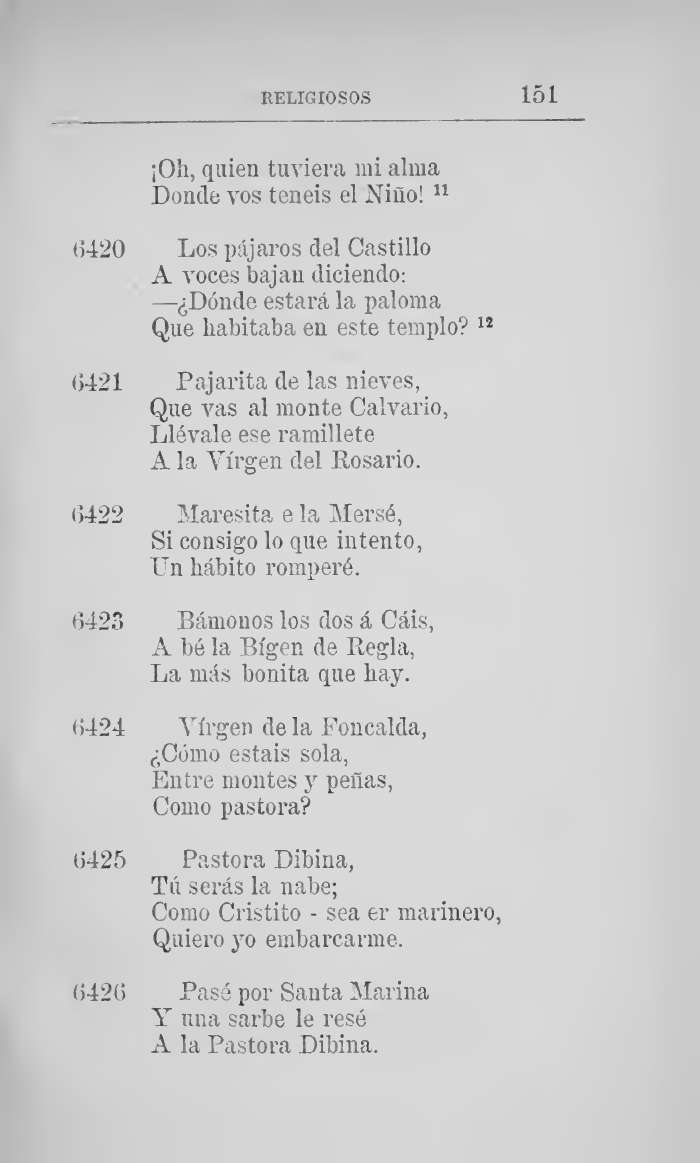 RELIGIOSOS 151
¡Oh, quien tuviera mi alma
Donde vos teneis el Niño! 11
6420 Los pájaros del Castillo
A voces bajan diciendo:
—¿Dónde estará la paloma
Que habitaba en este templo? 12
6421 Pajarita de las nieves,
Que vas al monte Calvario,
Llévale ese ramillete
A la Vírgen del Rosario.
6422 Maresita e la Mersé,
Si consigo lo que intento,
Un hábito romperé.
6423 Bámonos los dos á Cáis,
A bé la Bígen de Regla,
La más bonita que hay.
6424 Vírgen de la Foncalda,
¿Cómo estais sola,
Entre montes y peñas,
Como pastora?
6425 Pastora Dibina,
Tú serás la nabe;
Como Cristito - sea er marinero,
Quiero yo embarcarme.
6426 Pasé por Santa Marina
Y una sarbe le resé
A la Pastora Dibina.